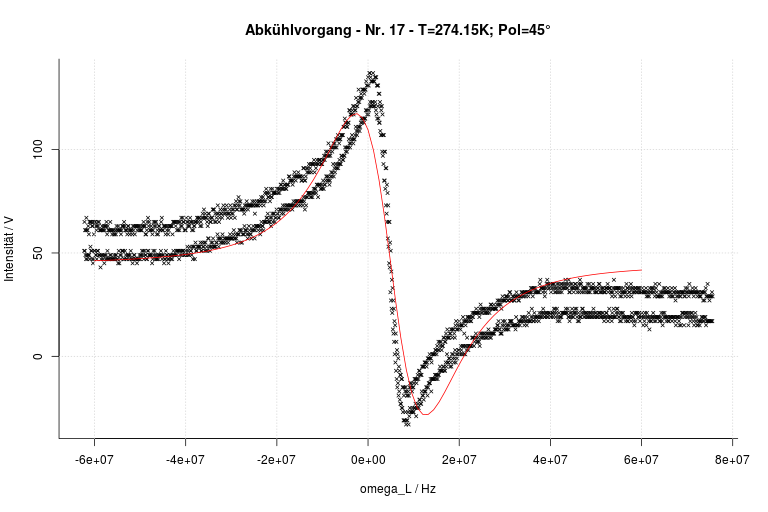 Abkühlvorgang - Nr. 17 - T=274.15K; Pol=45°
Intensität / V
100
50
0
-6e+07 -4e+07 -2e+07 0e+00 2e+07 4e+07 6e+07 8e+07
omega_L / Hz